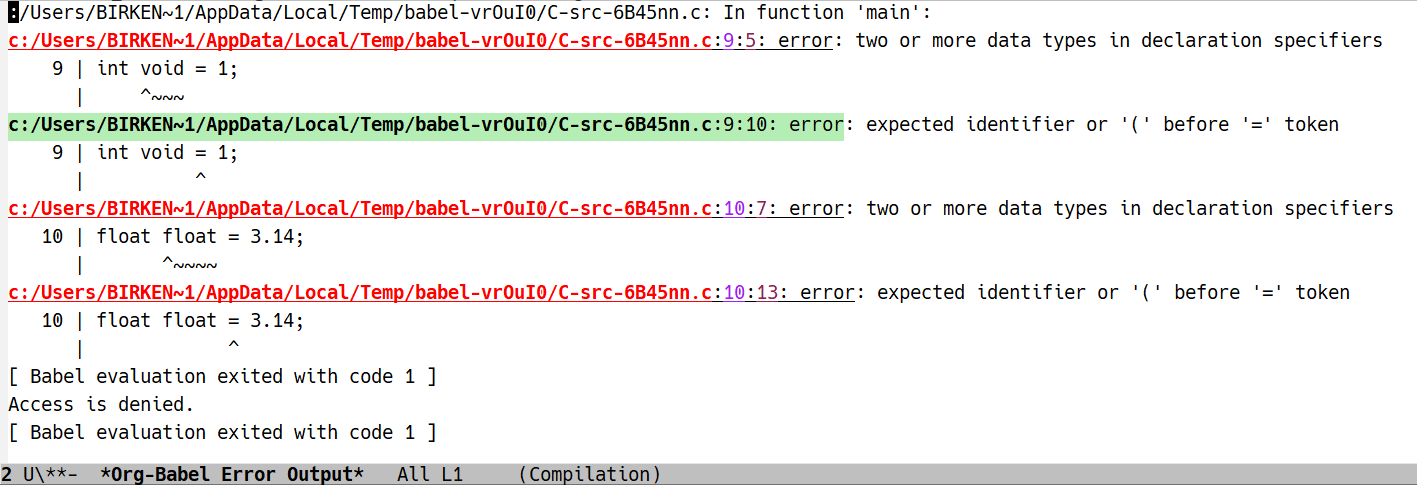 :/Users/BIRKEN~1/AppData/Local/Temp/babel-vrOuI0/C-src-6B45nn.c: In function 'main':
c:/Users/BIRKEN~1/AppData/Local/Temp/babel-vrOuI0/C-src-6B45nn.c:9:5: error: two or more data types in declaration specifiers
    9 | int void = 1;
      |     ^~~~
c:/Users/BIRKEN~1/AppData/Local/Temp/babel-vrOuI0/C-src-6B45nn.c:9:10: error: expected identifier or '(' before '=' token
    9 | int void = 1;
      |          ^
c:/Users/BIRKEN~1/AppData/Local/Temp/babel-vrOuI0/C-src-6B45nn.c:10:7: error: two or more data types in declaration specifiers
   10 | float float = 3.14;
      |       ^~~~~
c:/Users/BIRKEN~1/AppData/Local/Temp/babel-vrOuI0/C-src-6B45nn.c:10:13: error: expected identifier or '(' before '=' token
   10 | float float = 3.14;
      |             ^
[ Babel evaluation exited with code 1 ]
Access is denied.
[ Babel evaluation exited with code 1 ]
2 U\**-  *Org-Babel Error Output*   All L1     (Compilation)